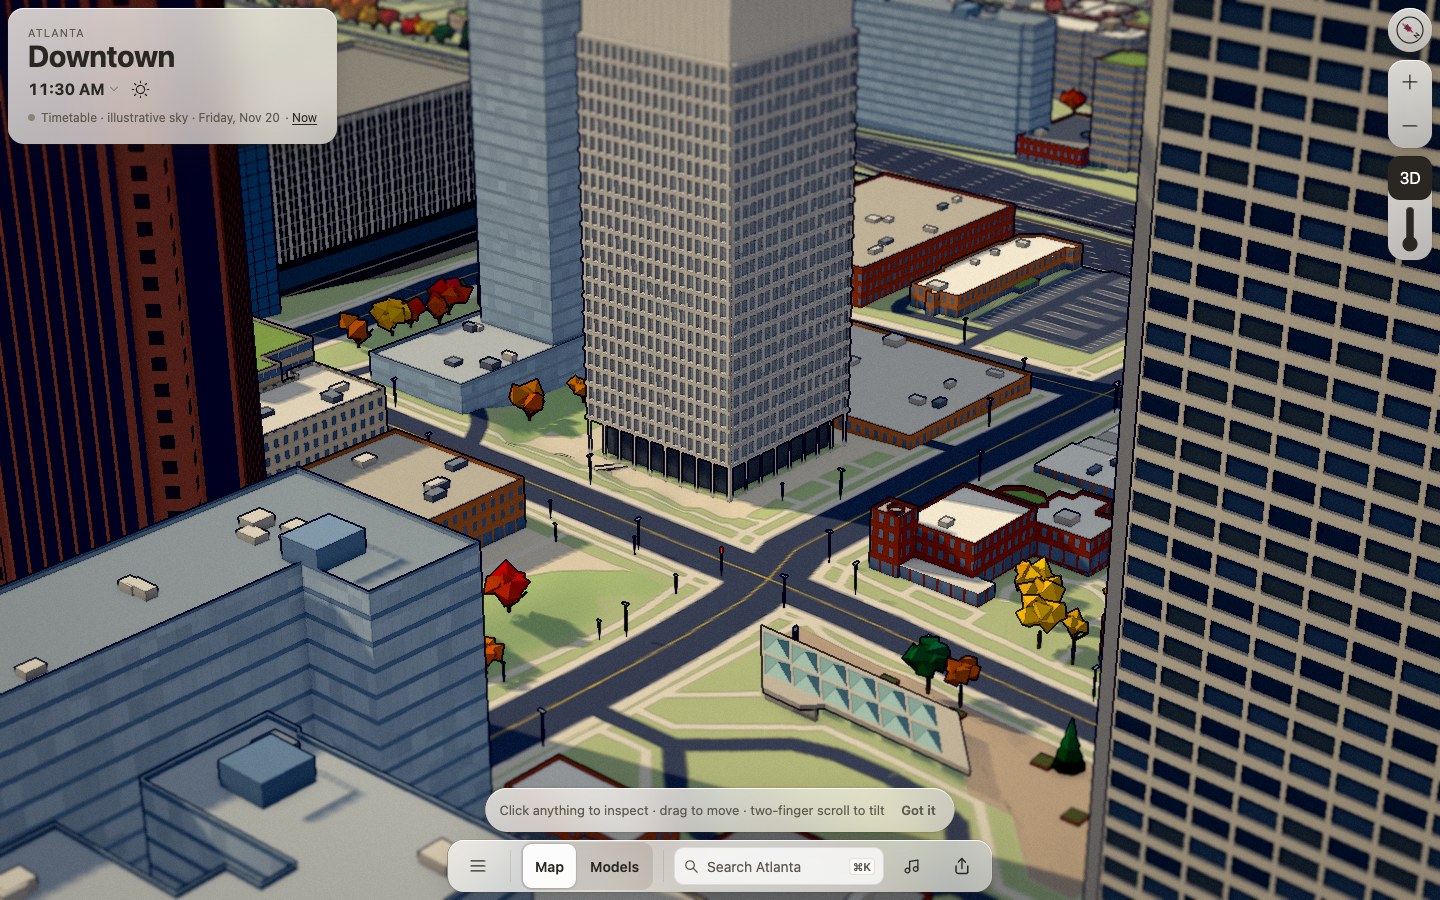 ATLANTA
Downtown
11:30 AM
Timetable · illustrative sky · Friday, Nov 20 · Now
3D
Click anything to inspect · drag to move · two-finger scroll to tilt Got it
Map Models Search Atlanta ⌘K